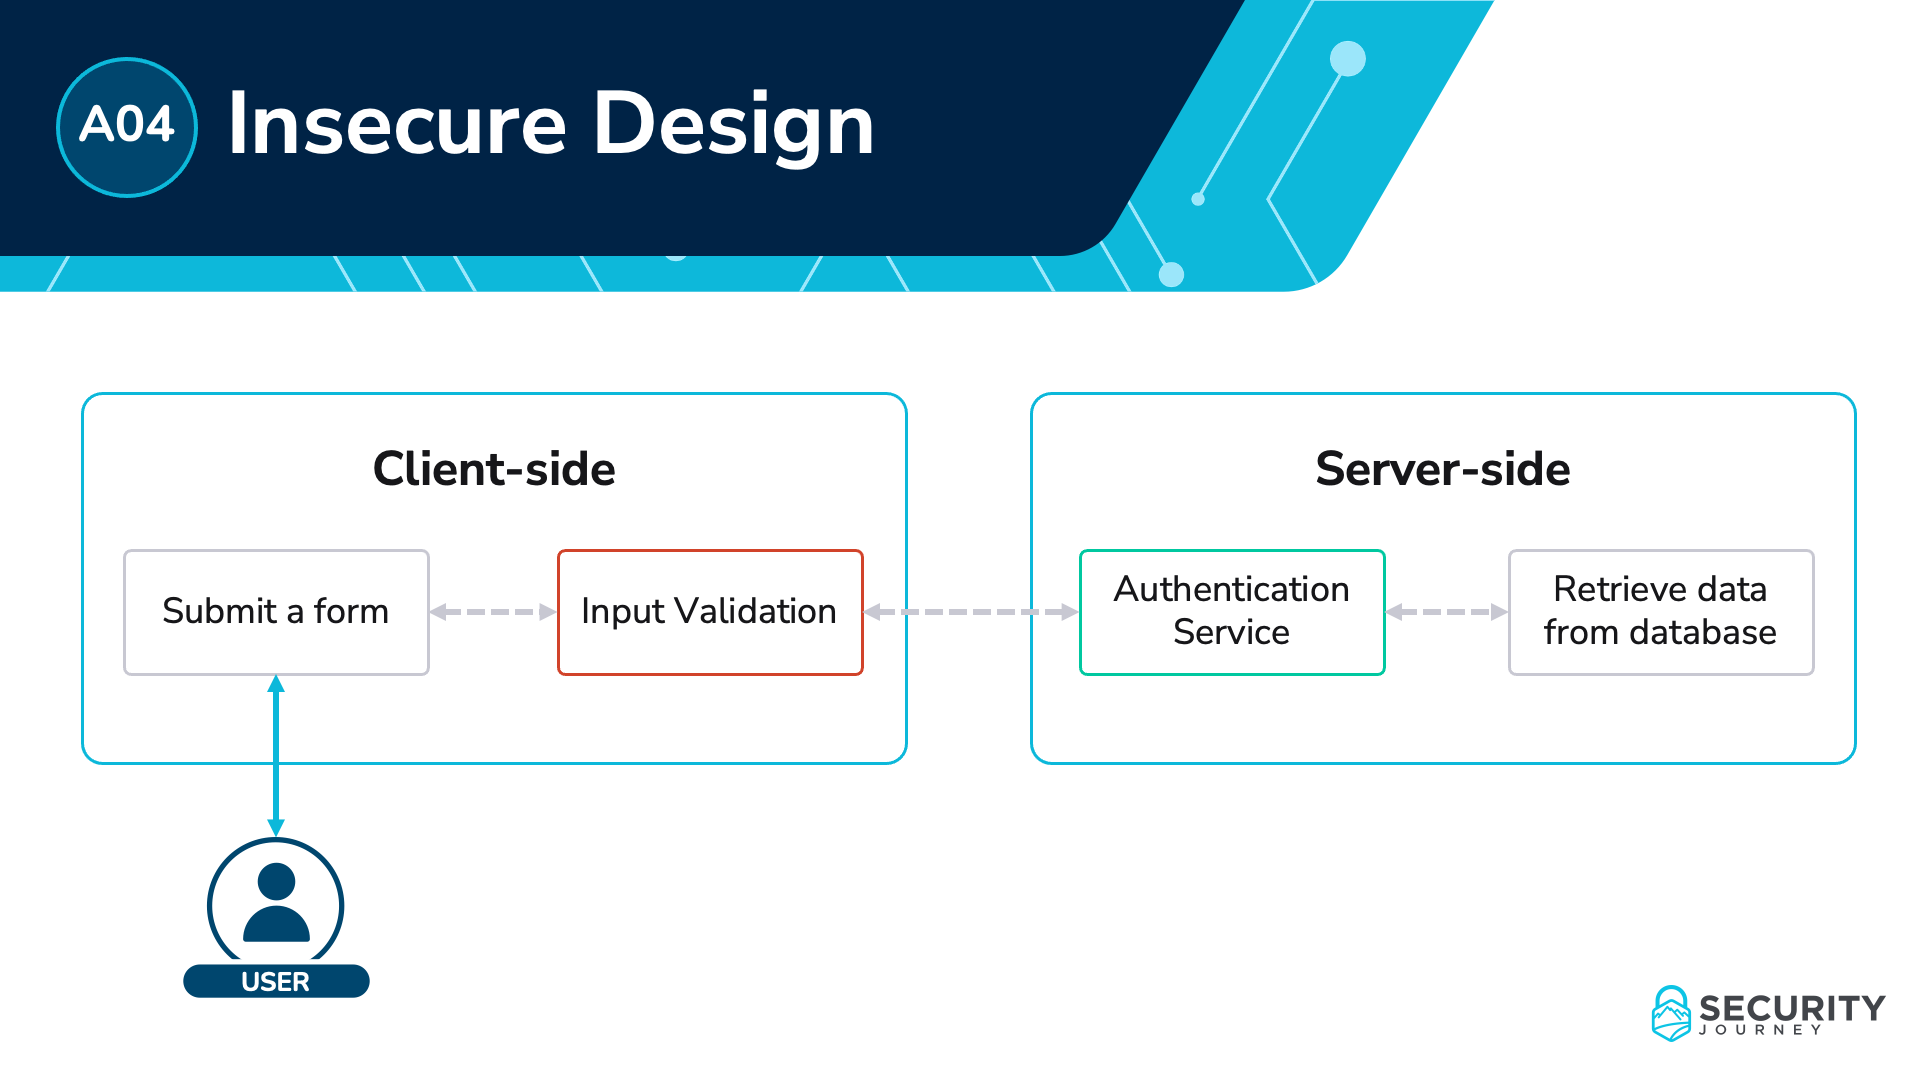 A04
Insecure Design
Client-side
Submit a form
Input Validation
Server-side
Authentication
Service
Retrieve data
from database
USER
SECURITY
JOURNEY